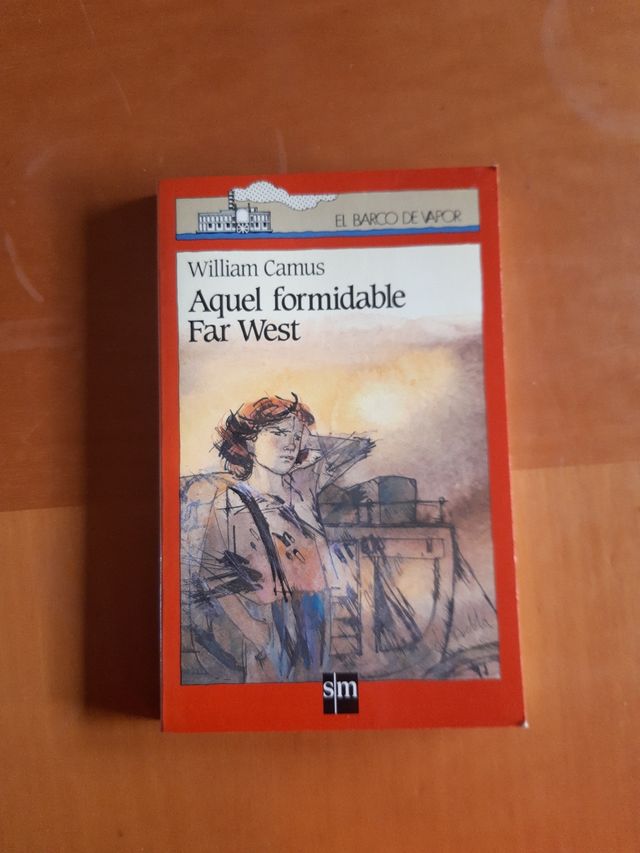 EL BARCO DE VAPOR
William Camus
Aquel formidable
Far West
sm